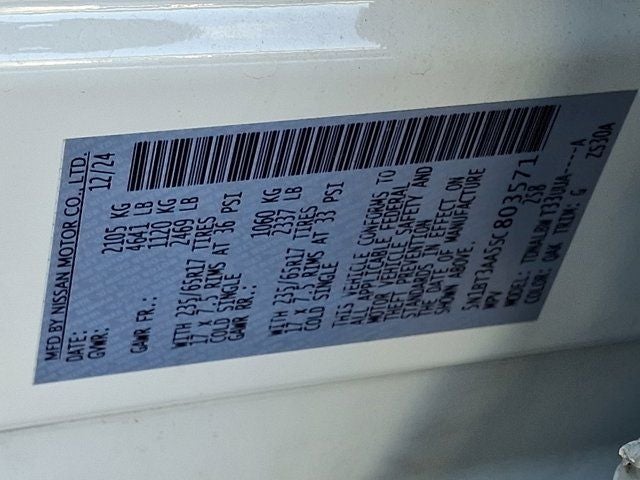 MFD BY NISSAN MOTOR CO., LTD.
DATE: 12/24
GVWR: 2105 KG
4641 LB
GAWR FR.: 1120 KG
2469 LB
WITH 235/65R17 TIRES
17 X 7.5 RIMS AT 36 PSI
COLD SINGLE
GAWR RR.: 1060 KG
2337 LB
WITH 235/65R17 TIRES
17 X 7.5 RIMS AT 33 PSI
COLD SINGLE
THIS VEHICLE CONFORMS TO
ALL APPLICABLE FEDERAL
MOTOR VEHICLE SAFETY AND
THEFT PREVENTION
STANDARDS IN EFFECT ON
THE DATE OF MANUFACTURE
SHOWN ABOVE.
5N1BT3AA5SC803571
MPV ZS8
MODEL: TDMALBW T33UUA----A
COLOR: QAK TRIM: G ZS30A